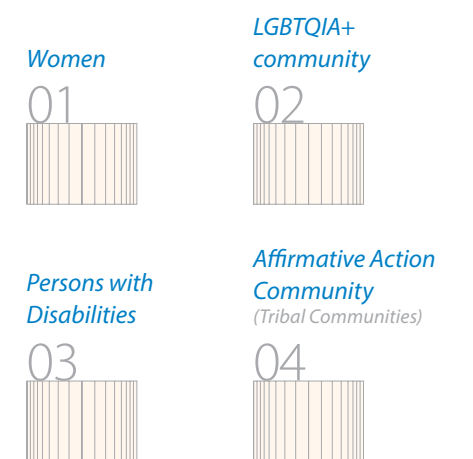 Women
01
LGBTQIA+
community
02
Persons with
Disabilities
03
Affirmative Action
Community
(Tribal Communities)
04